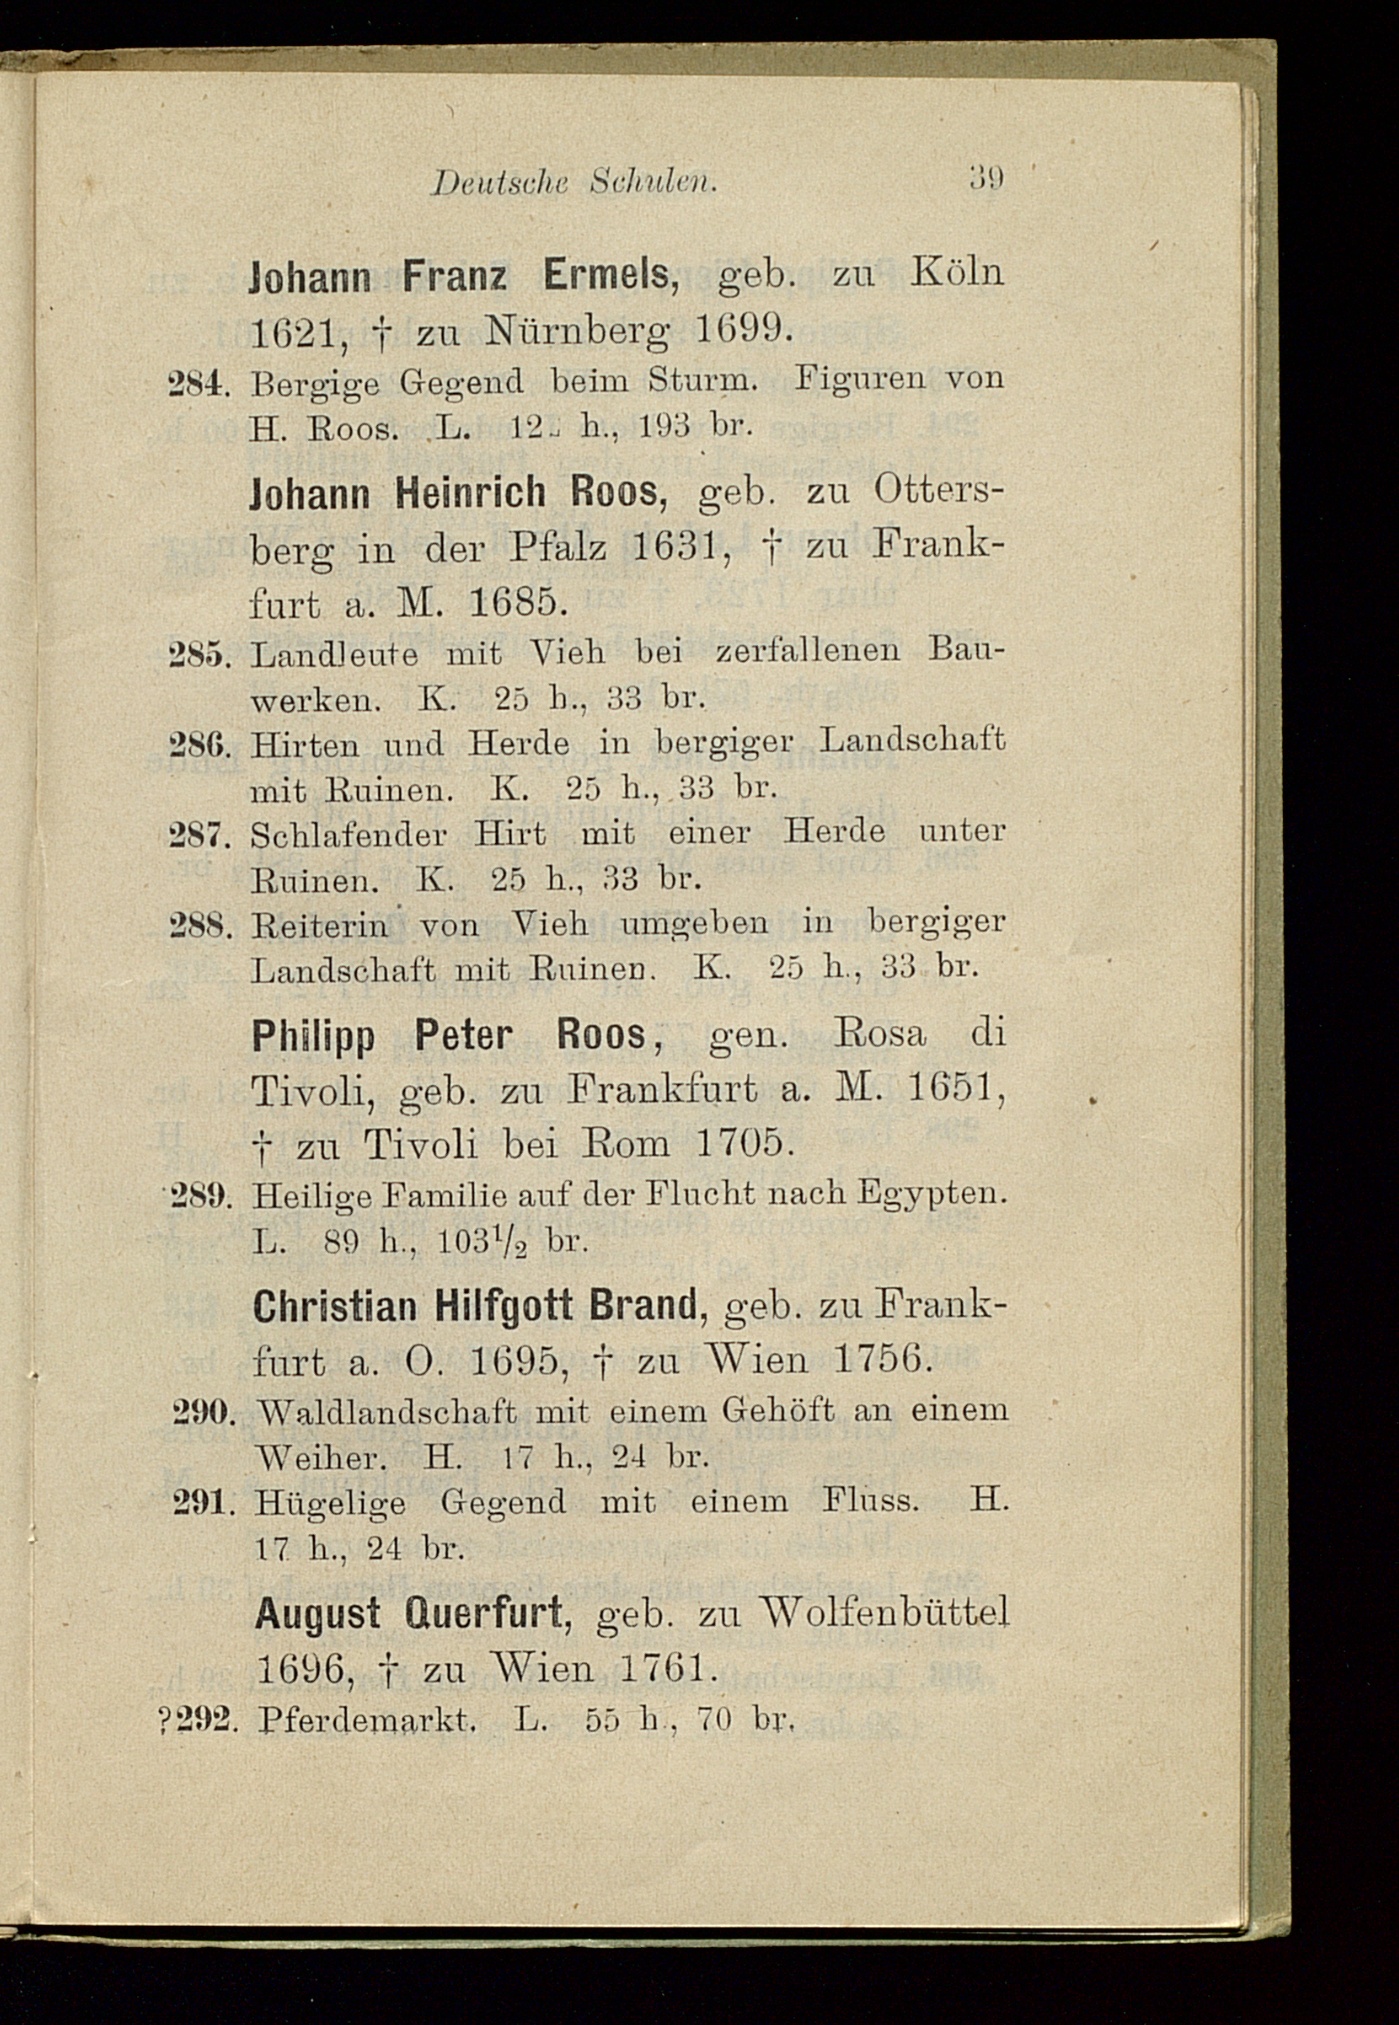 Deutsche Schulen. 39
Johann Franz Ermels, geb. zu Köln
1621, † zu Nürnberg 1699.
284. Bergige Gegend beim Sturm. Figuren von
H. Roos. L. h., 193 br.
Johann Heinrich Roos, geb. zu Otters-
berg in der Pfalz 1631, † zu Frank-
furt a. M. 1685.
285. Landleute mit Vieh bei zerfallenen Bau-
werken. K. 25 h., 33 br.
286. Hirten und Herde in bergiger Landschaft
mit Ruinen. K. 25 h., 33 br.
287. Schlafender Hirt mit einer Herde unter
Ruinen. K. 25 h., 33 br.
288. Reiterin von Vieh umgeben in bergiger
Landschaft mit Ruinen. K. 25 h., 33 br.
Philipp Peter Roos, gen. Rosa di
Tivoli, geb. zu Frankfurt a. M. 1651,
† zu Tivoli bei Rom 1705.
289. Heilige Familie auf der Flucht nach Egypten.
L. 89 h., 103½ br.
Christian Hilfgott Brand, geb. zu Frank-
furt a. O. 1695, † zu Wien 1756.
290. Waldlandschaft mit einem Gehöft an einem
Weiher. H. 17 h., 24 br.
291. Hügelige Gegend mit einem Fluss. H.
17 h., 24 br.
August Querfurt, geb. zu Wolfenbüttel
1696, † zu Wien 1761.
?292. Pferdemarkt. L. 55 h., 70 br.